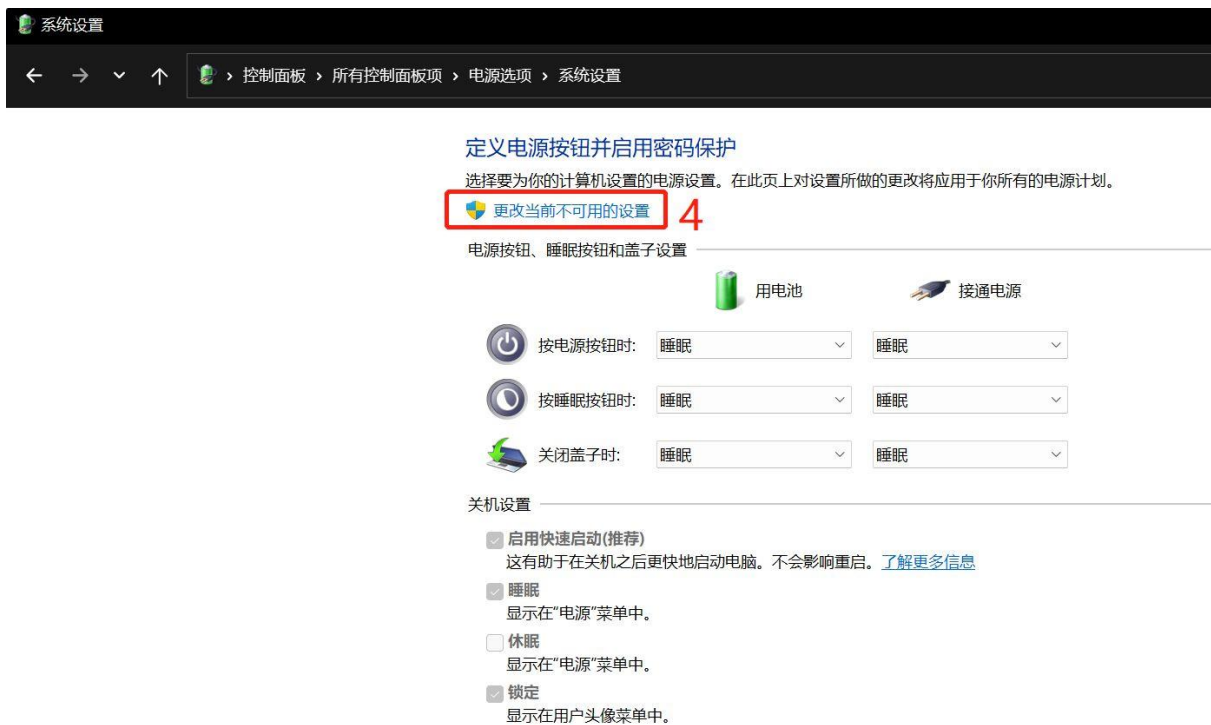 系统设置
控制面板 › 所有控制面板项 › 电源选项 › 系统设置
定义电源按钮并启用密码保护
选择要为你的计算机设置的电源设置。在此页上对设置所做的更改将应用于你所有的电源计划。
更改当前不可用的设置 4
电源按钮、睡眠按钮和盖子设置
用电池 接通电源
按电源按钮时: 睡眠 睡眠
按睡眠按钮时: 睡眠 睡眠
关闭盖子时: 睡眠 睡眠
关机设置
启用快速启动(推荐)
这有助于在关机之后更快地启动电脑。不会影响重启。了解更多信息
睡眠
显示在"电源"菜单中。
休眠
显示在"电源"菜单中。
锁定
显示在用户头像菜单中。